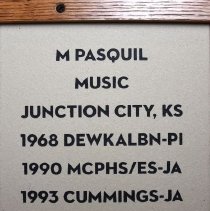 M PASQUIL
MUSIC
JUNCTION CITY, KS
1968 DEWKALBN-PI
1990 MCPHS/ES-JA
1993 CUMMINGS-JA